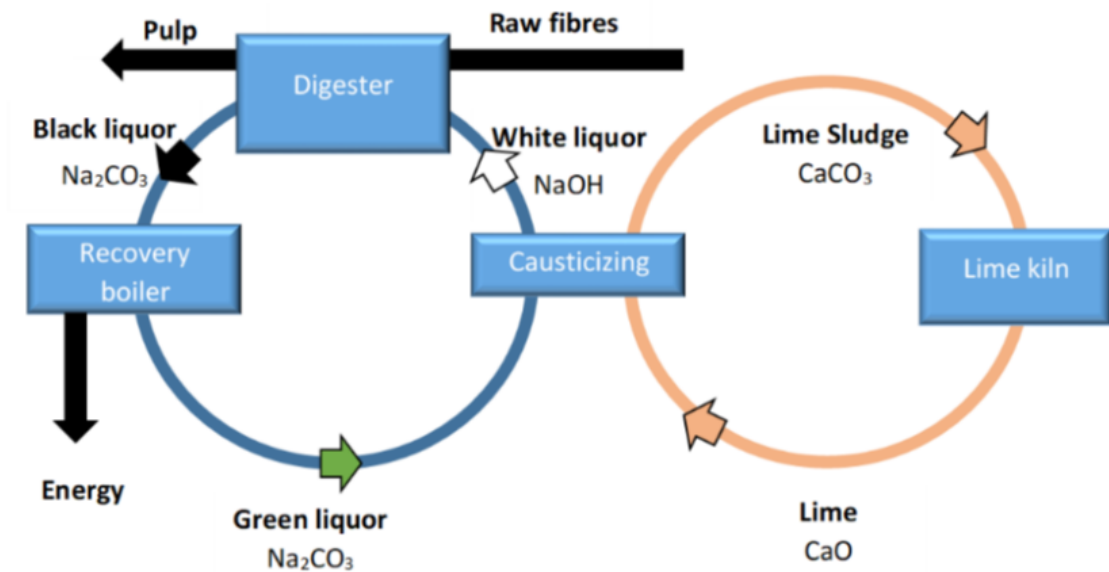 Pulp
Raw fibres
Digester
Black liquor
Na₂CO₃
White liquor
NaOH
Lime Sludge
CaCO₃
Recovery
boiler
Causticizing
Lime kiln
Energy
Green liquor
Na₂CO₃
Lime
CaO